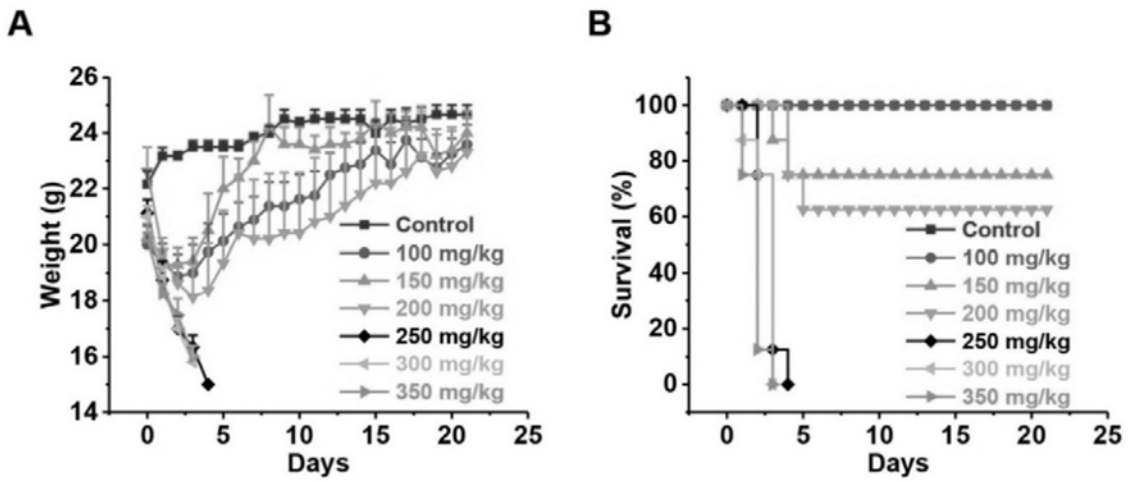 A
B
26
24
22
20
18
16
14
Weight (g)
Control
100 mg/kg
150 mg/kg
200 mg/kg
250 mg/kg
300 mg/kg
350 mg/kg
0 5 10 15 20 25
Days
100
80
60
40
20
0
Survival (%)
Control
100 mg/kg
150 mg/kg
200 mg/kg
250 mg/kg
300 mg/kg
350 mg/kg
0 5 10 15 20 25
Days